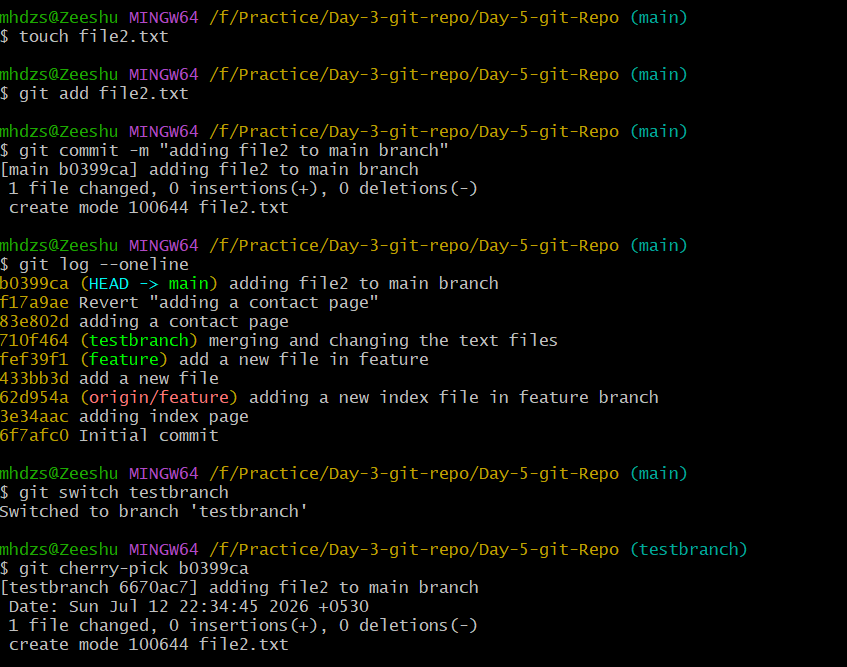 mhdzs@Zeeshu MINGW64 /f/Practice/Day-3-git-repo/Day-5-git-Repo (main)
$ touch file2.txt
mhdzs@Zeeshu MINGW64 /f/Practice/Day-3-git-repo/Day-5-git-Repo (main)
$ git add file2.txt
mhdzs@Zeeshu MINGW64 /f/Practice/Day-3-git-repo/Day-5-git-Repo (main)
$ git commit -m "adding file2 to main branch"
[main b0399ca] adding file2 to main branch
 1 file changed, 0 insertions(+), 0 deletions(-)
 create mode 100644 file2.txt
mhdzs@Zeeshu MINGW64 /f/Practice/Day-3-git-repo/Day-5-git-Repo (main)
$ git log --oneline
b0399ca (HEAD -> main) adding file2 to main branch
f17a9ae Revert "adding a contact page"
83e802d adding a contact page
710f464 (testbranch) merging and changing the text files
fef39f1 (feature) add a new file in feature
433bb3d add a new file
62d954a (origin/feature) adding a new index file in feature branch
3e34aac adding index page
6f7afc0 Initial commit
mhdzs@Zeeshu MINGW64 /f/Practice/Day-3-git-repo/Day-5-git-Repo (main)
$ git switch testbranch
Switched to branch 'testbranch'
mhdzs@Zeeshu MINGW64 /f/Practice/Day-3-git-repo/Day-5-git-Repo (testbranch)
$ git cherry-pick b0399ca
[testbranch 6670ac7] adding file2 to main branch
 Date: Sun Jul 12 22:34:45 2026 +0530
 1 file changed, 0 insertions(+), 0 deletions(-)
 create mode 100644 file2.txt